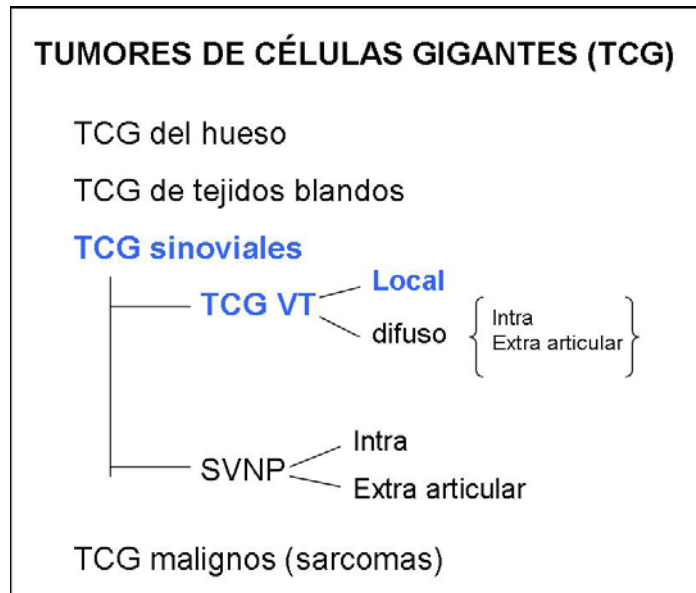 TUMORES DE CÉLULAS GIGANTES (TCG)
TCG del hueso
TCG de tejidos blandos
TCG sinoviales
TCG VT
Local
difuso
Intra
Extra articular
SVNP
Intra
Extra articular
TCG malignos (sarcomas)